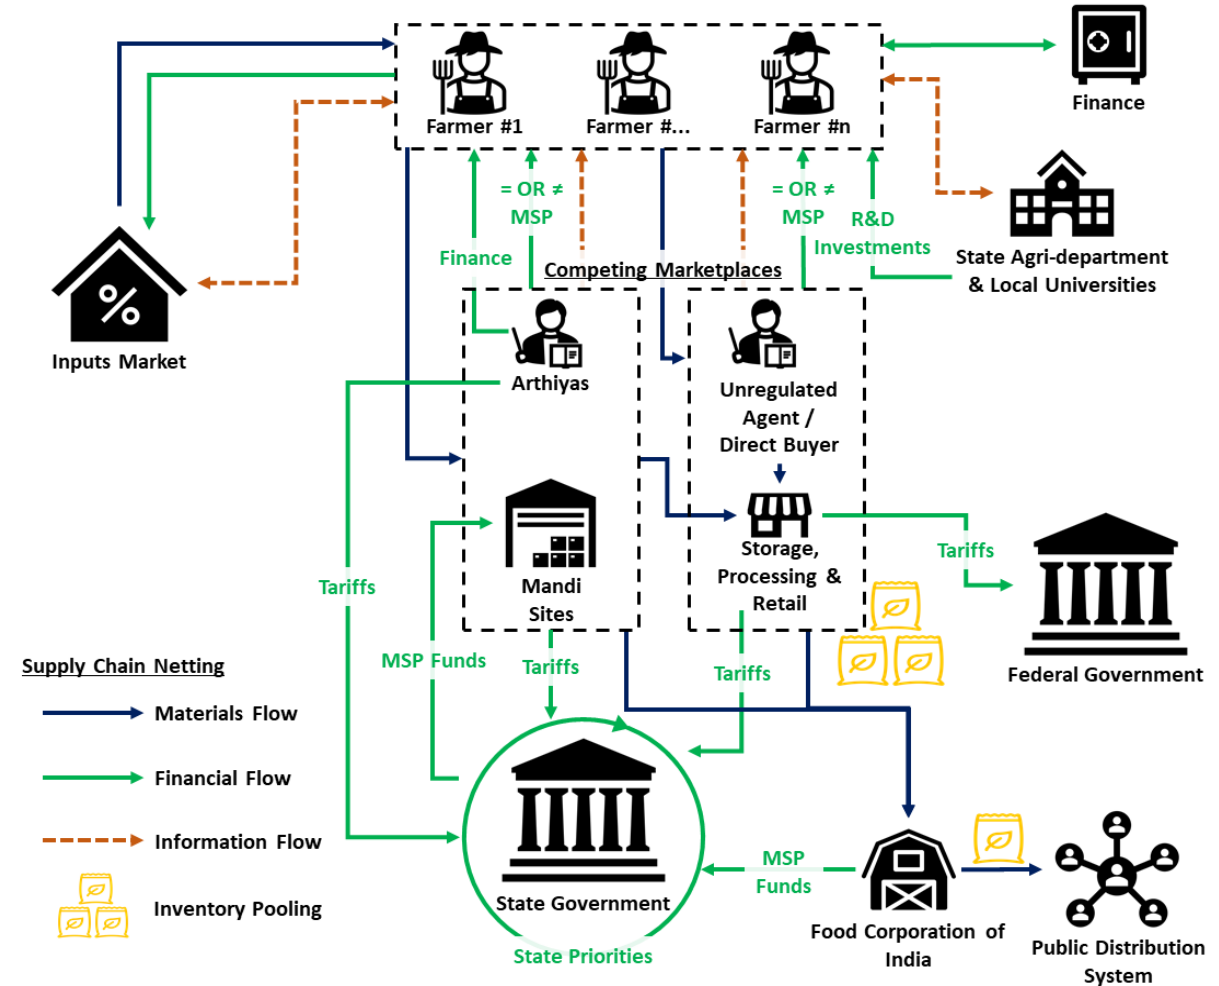 Farmer #1
Farmer #...
Farmer #n
Finance
= OR ≠
MSP
= OR ≠
MSP
R&D
Investments
Finance
State Agri-department
& Local Universities
Competing Marketplaces
%
Inputs Market
Arthiyas
Unregulated
Agent /
Direct Buyer
Storage,
Processing &
Retail
Tariffs
Tariffs
Mandi
Sites
MSP Funds
Tariffs
Tariffs
Federal Government
Supply Chain Netting
Materials Flow
Financial Flow
Information Flow
Inventory Pooling
State Government
State Priorities
MSP
Funds
Food Corporation of
India
Public Distribution
System